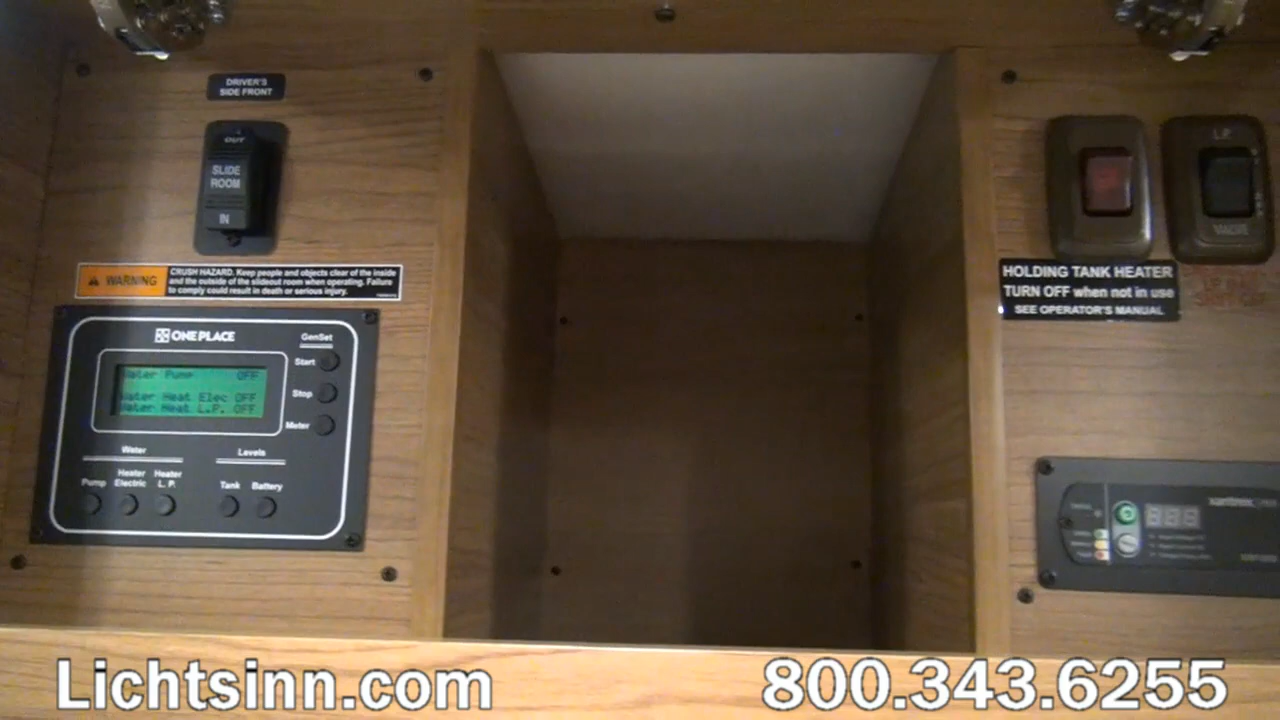 DRIVER'S
SIDE FRONT
OUT
SLIDE
ROOM
IN
WARNING
CRUSH HAZARD. Keep people and objects clear of the inside
and the outside of the slideout room when operating. Failure
to comply could result in death or serious injury.
ONE PLACE
GenSet
Start
Stop
Meter
Water Pump OFF
Water Heat Elec OFF
Water Heat L.P. OFF
Water
Levels
Pump
Heater
Electric
Heater
L. P.
Tank
Battery
L.P.
VALVE
HOLDING TANK HEATER
TURN OFF when not in use
SEE OPERATOR'S MANUAL
xantrex
Lichtsinn.com
800.343.6255